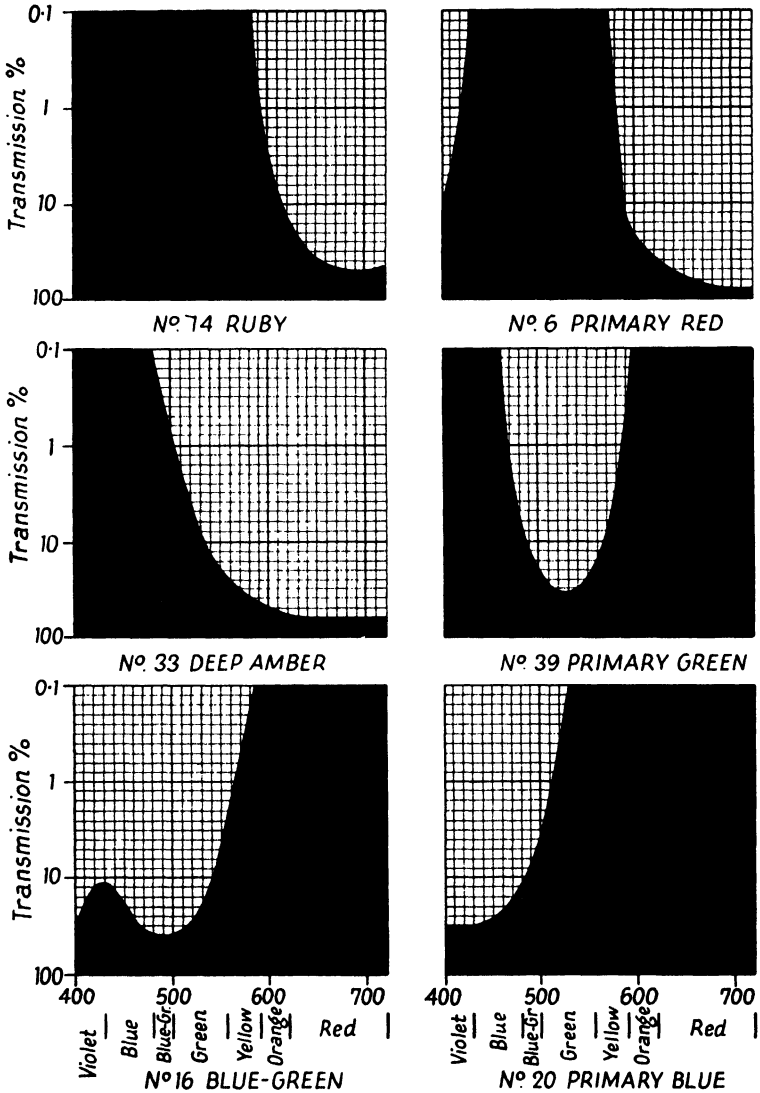 Transmission %
0·1
1
10
100
Nº. 14 RUBY
Nº. 6 PRIMARY RED
Transmission %
0·1
1
10
100
Nº. 33 DEEP AMBER
Nº. 39 PRIMARY GREEN
Transmission %
0·1
1
10
100
400 500 600 700
Violet Blue Blue-Gr. Green Yellow Orange Red
400 500 600 700
Violet Blue Blue-Gr. Green Yellow Orange Red
Nº 16 BLUE-GREEN
Nº. 20 PRIMARY BLUE